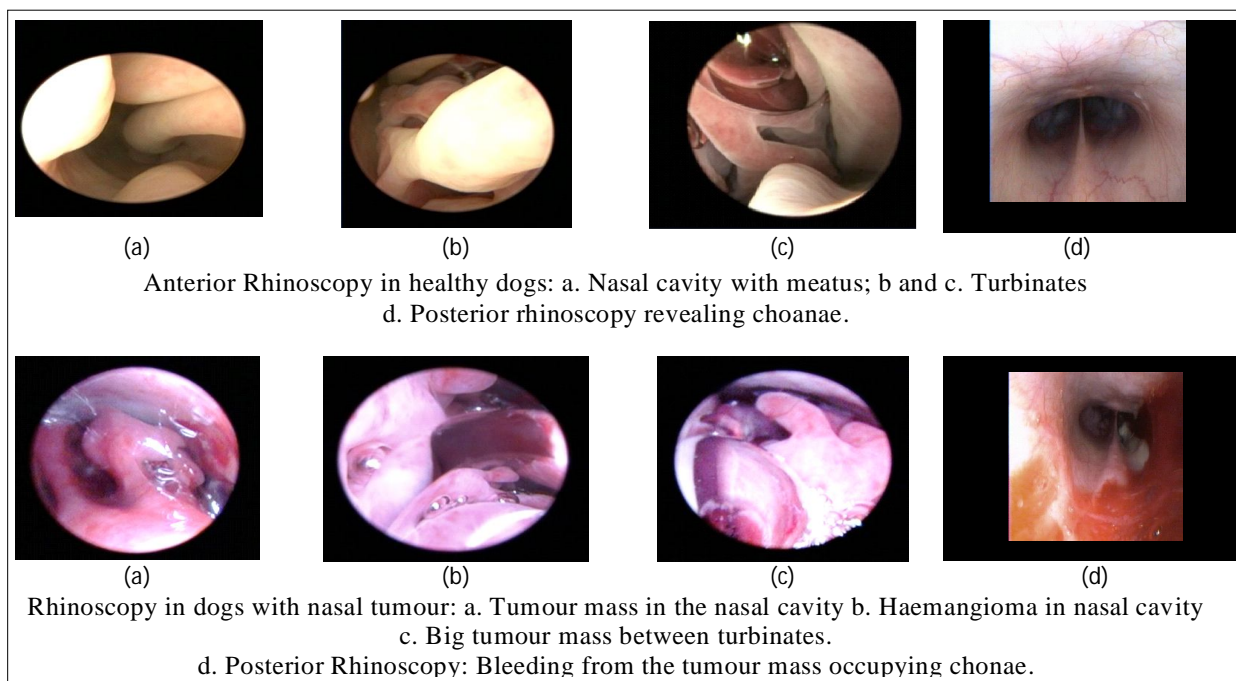 (a) (b) (c) (d)
Anterior Rhinoscopy in healthy dogs: a. Nasal cavity with meatus; b and c. Turbinates
d. Posterior rhinoscopy revealing choanae.
(a) (b) (c) (d)
Rhinoscopy in dogs with nasal tumour: a. Tumour mass in the nasal cavity b. Haemangioma in nasal cavity
c. Big tumour mass between turbinates.
d. Posterior Rhinoscopy: Bleeding from the tumour mass occupying chonae.